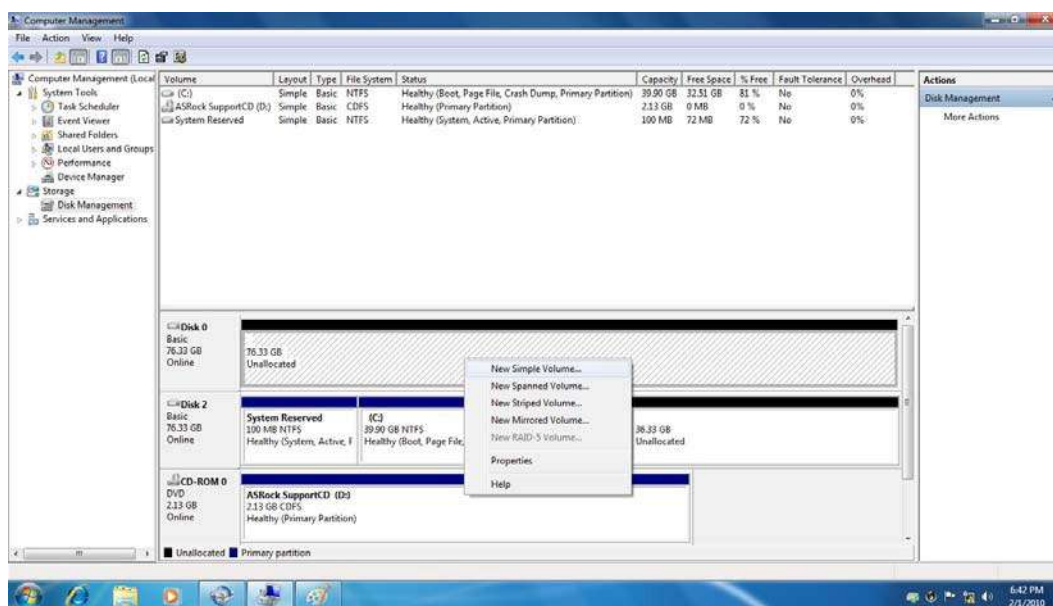 Computer Management
File Action View Help
Computer Management (Local
System Tools
Task Scheduler
Event Viewer
Shared Folders
Local Users and Groups
Performance
Device Manager
Storage
Disk Management
Services and Applications
Volume Layout Type File System Status Capacity Free Space % Free Fault Tolerance Overhead
(C:) Simple Basic NTFS Healthy (Boot, Page File, Crash Dump, Primary Partition) 39.90 GB 32.51 GB 81 % No 0%
ASRock SupportCD (D:) Simple Basic CDFS Healthy (Primary Partition) 2.13 GB 0 MB 0 % No 0%
System Reserved Simple Basic NTFS Healthy (System, Active, Primary Partition) 100 MB 72 MB 72 % No 0%
Actions
Disk Management
More Actions
Disk 0
Basic
76.33 GB
Online
76.33 GB
Unallocated
New Simple Volume...
New Spanned Volume...
New Striped Volume...
New Mirrored Volume...
New RAID-5 Volume...
Properties
Help
Disk 2
Basic
76.33 GB
Online
System Reserved
100 MB NTFS
Healthy (System, Active, F
(C:)
39.90 GB NTFS
Healthy (Boot, Page File,
36.33 GB
Unallocated
CD-ROM 0
DVD
2.13 GB
Online
ASRock SupportCD (D:)
2.13 GB CDFS
Healthy (Primary Partition)
Unallocated Primary partition
6:42 PM
2/1/2010